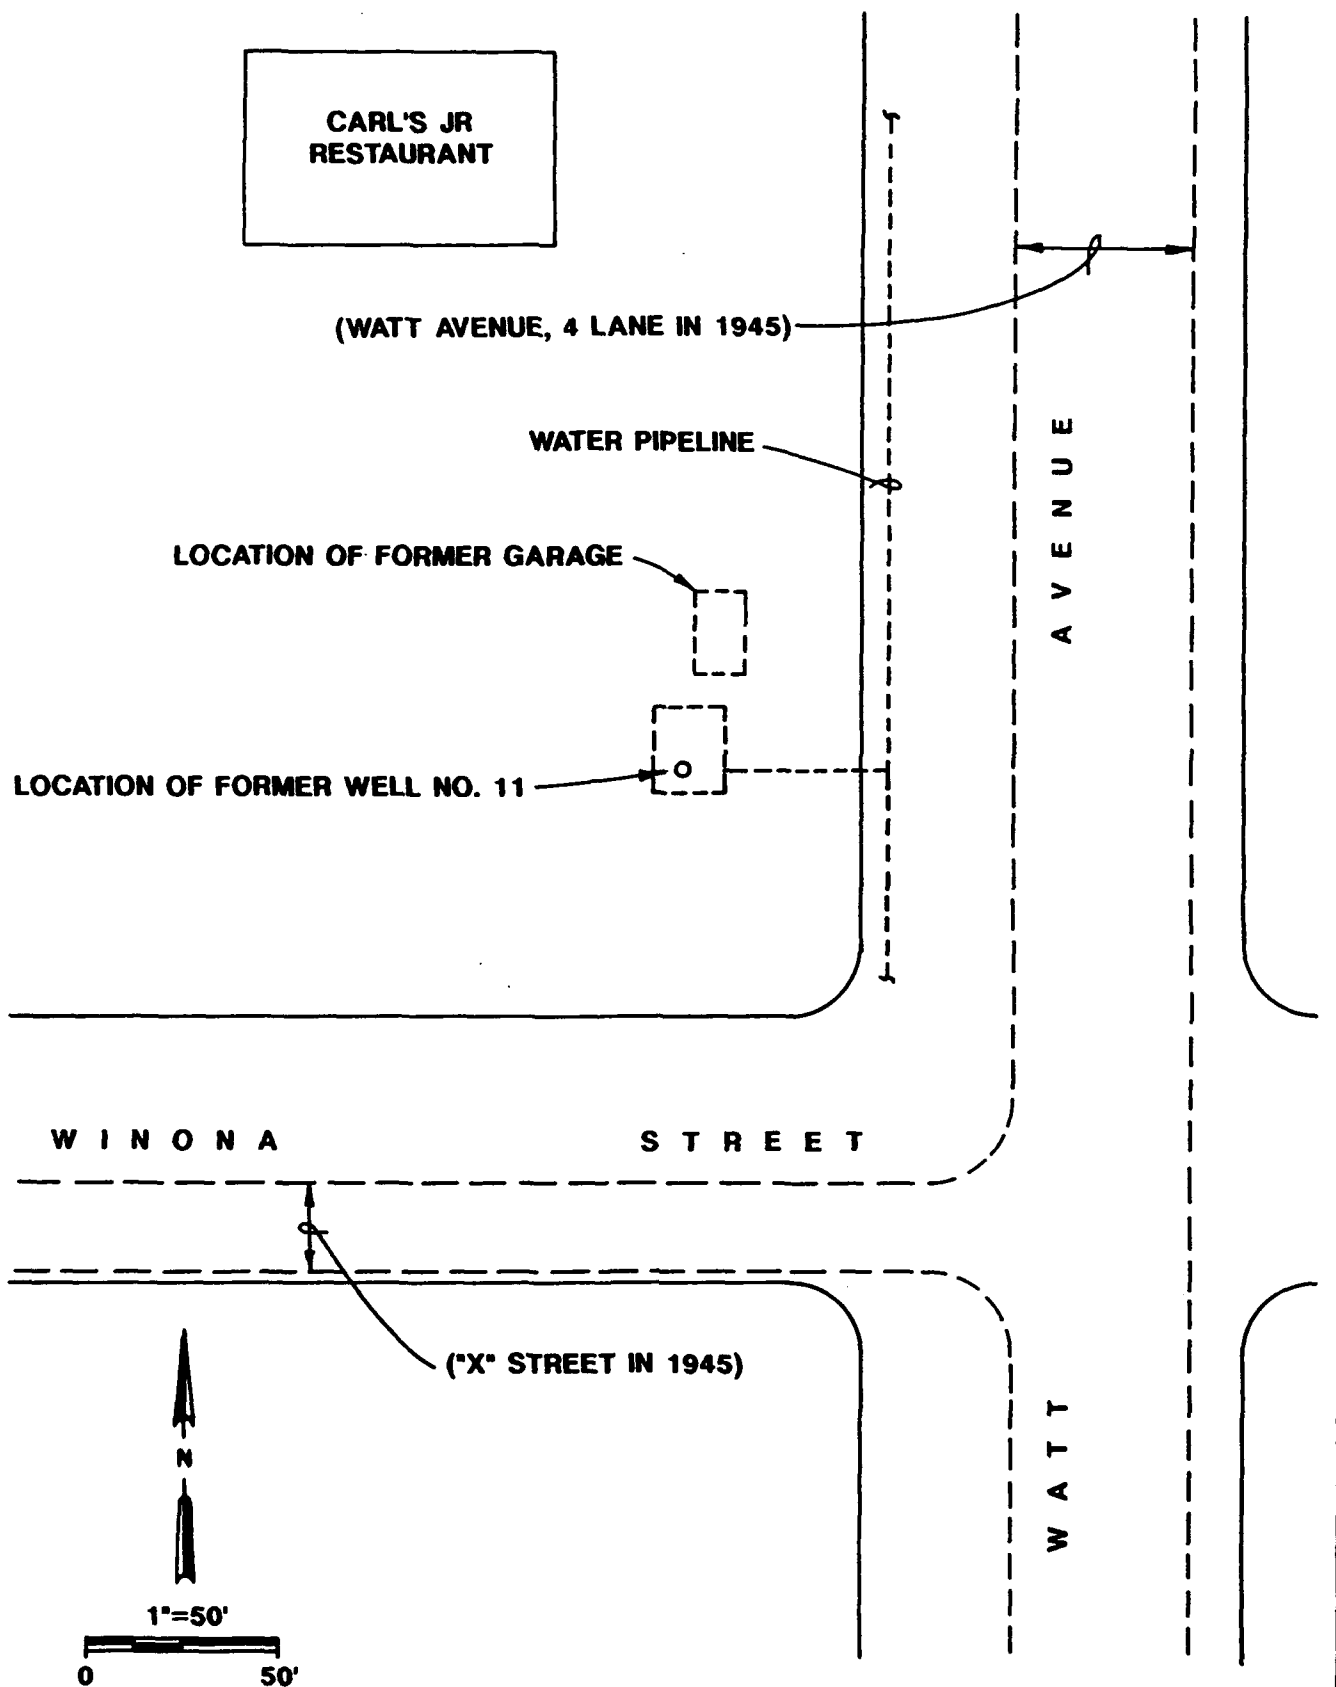 CARL'S JR
RESTAURANT
(WATT AVENUE, 4 LANE IN 1945)
WATER PIPELINE
AVENUE
LOCATION OF FORMER GARAGE
LOCATION OF FORMER WELL NO. 11
WINONA STREET
("X" STREET IN 1945)
WATT
N
1"=50'
0 50'